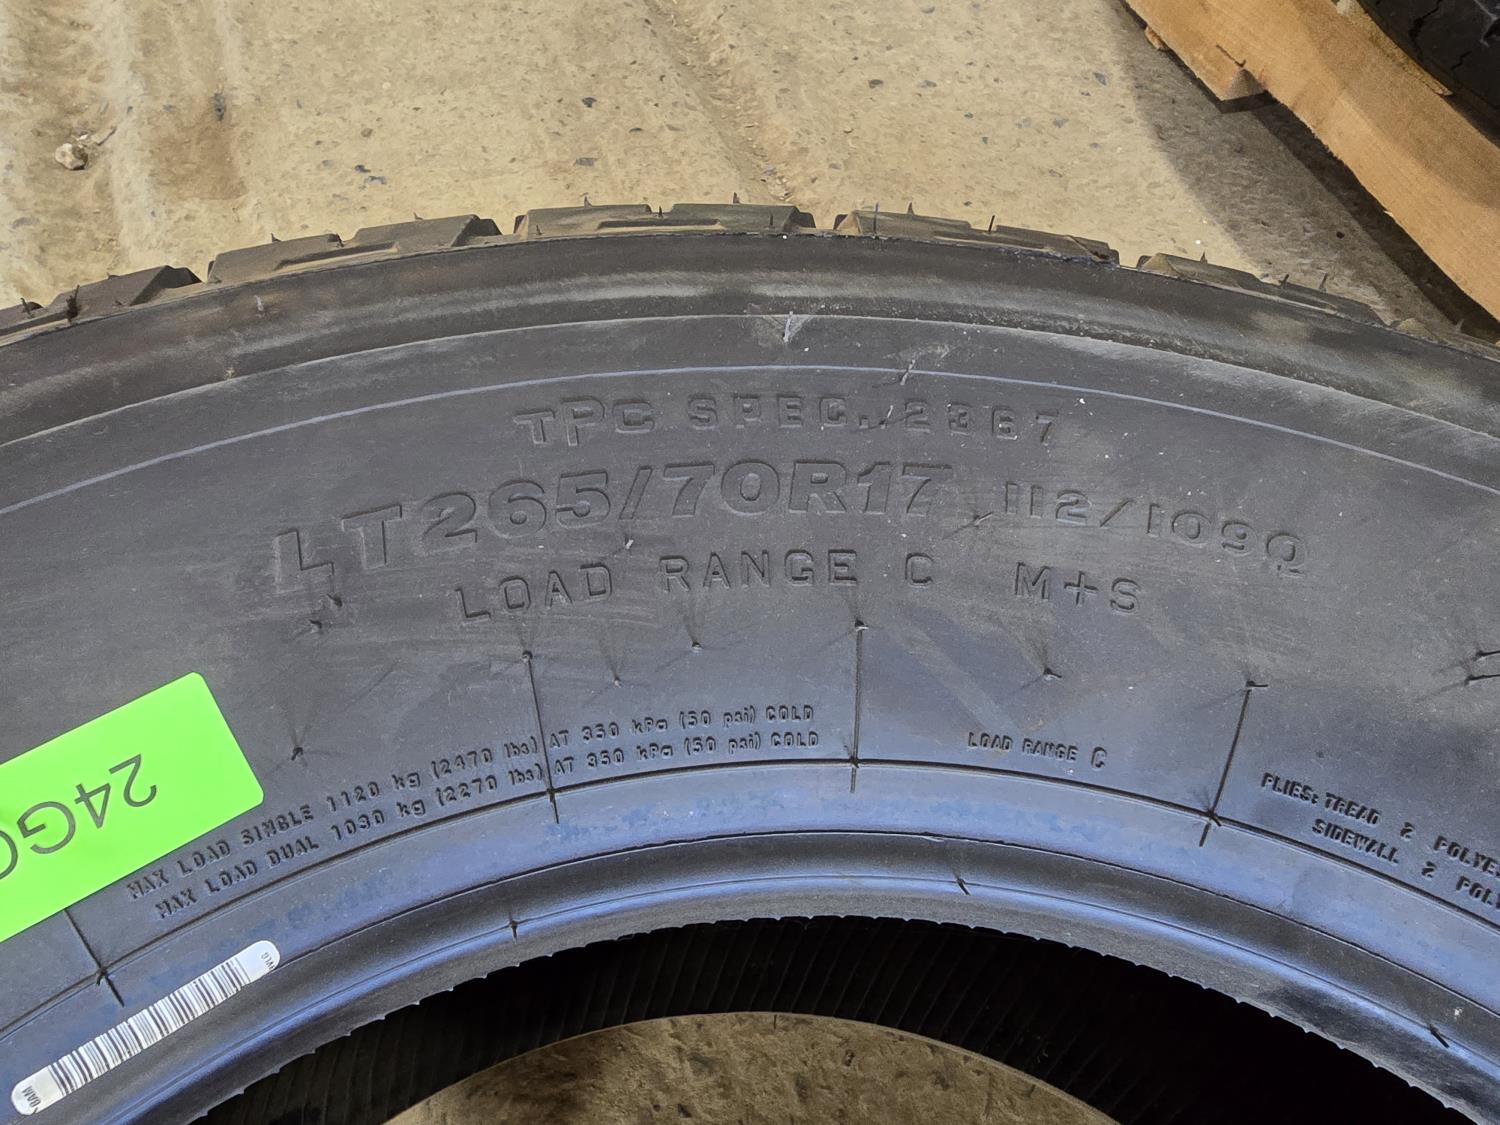 TPC SPEC. 2367
LT265/70R17 112/109Q
LOAD RANGE C M+S
MAX LOAD SINGLE 1120 kg (2470 lbs) AT 350 kPa (50 psi) COLD
MAX LOAD DUAL 1030 kg (2270 lbs) AT 350 kPa (50 psi) COLD
LOAD RANGE C
PLIES: TREAD 2 POLYE
SIDEWALL 2 POLY
24G